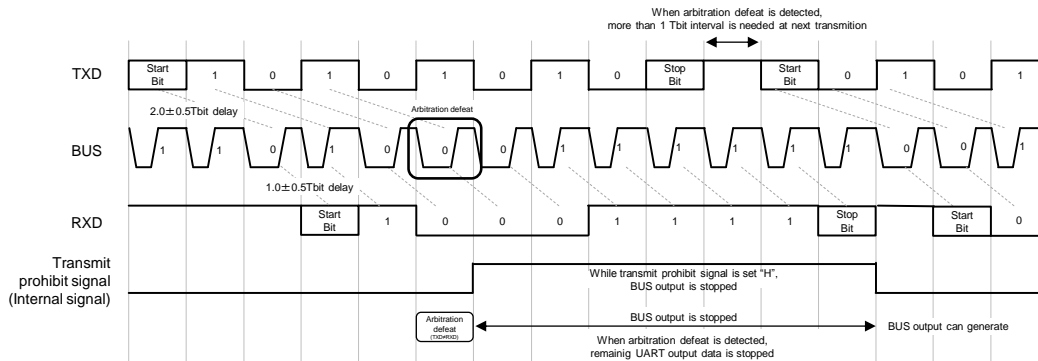 When arbitration defeat is detected,
more than 1 Tbit interval is needed at next transmition
TXD
Start
Bit
1 0 1 0 1 0 1 0
Stop
Bit
Start
Bit
0 1 0 1
2.0±0.5Tbit delay
Arbitration defeat
BUS
1 1 0 1 0 0 0 1 1 1 1 1 1 0 0 1
1.0±0.5Tbit delay
RXD
Start
Bit
1 0 0 0 1 1 1 1
Stop
Bit
Start
Bit
0
Transmit
prohibit signal
(Internal signal)
While transmit prohibit signal is set “H”,
BUS output is stopped
Arbitration
defeat
(TXD≠RXD)
BUS output is stopped
BUS output can generate
When arbitration defeat is detected,
remainig UART output data is stopped